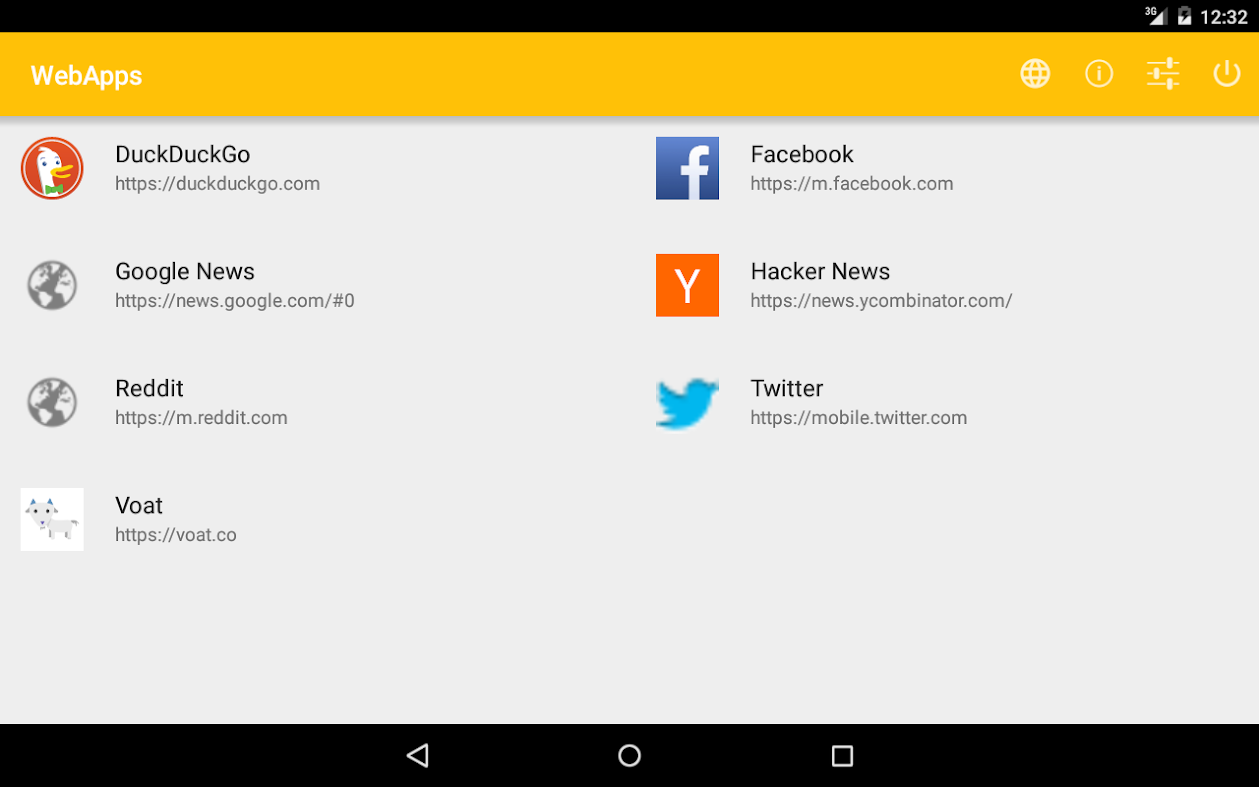 3G 12:32
WebApps
DuckDuckGo
https://duckduckgo.com
Facebook
https://m.facebook.com
Google News
https://news.google.com/#0
Y
Hacker News
https://news.ycombinator.com/
Reddit
https://m.reddit.com
Twitter
https://mobile.twitter.com
Voat
https://voat.co